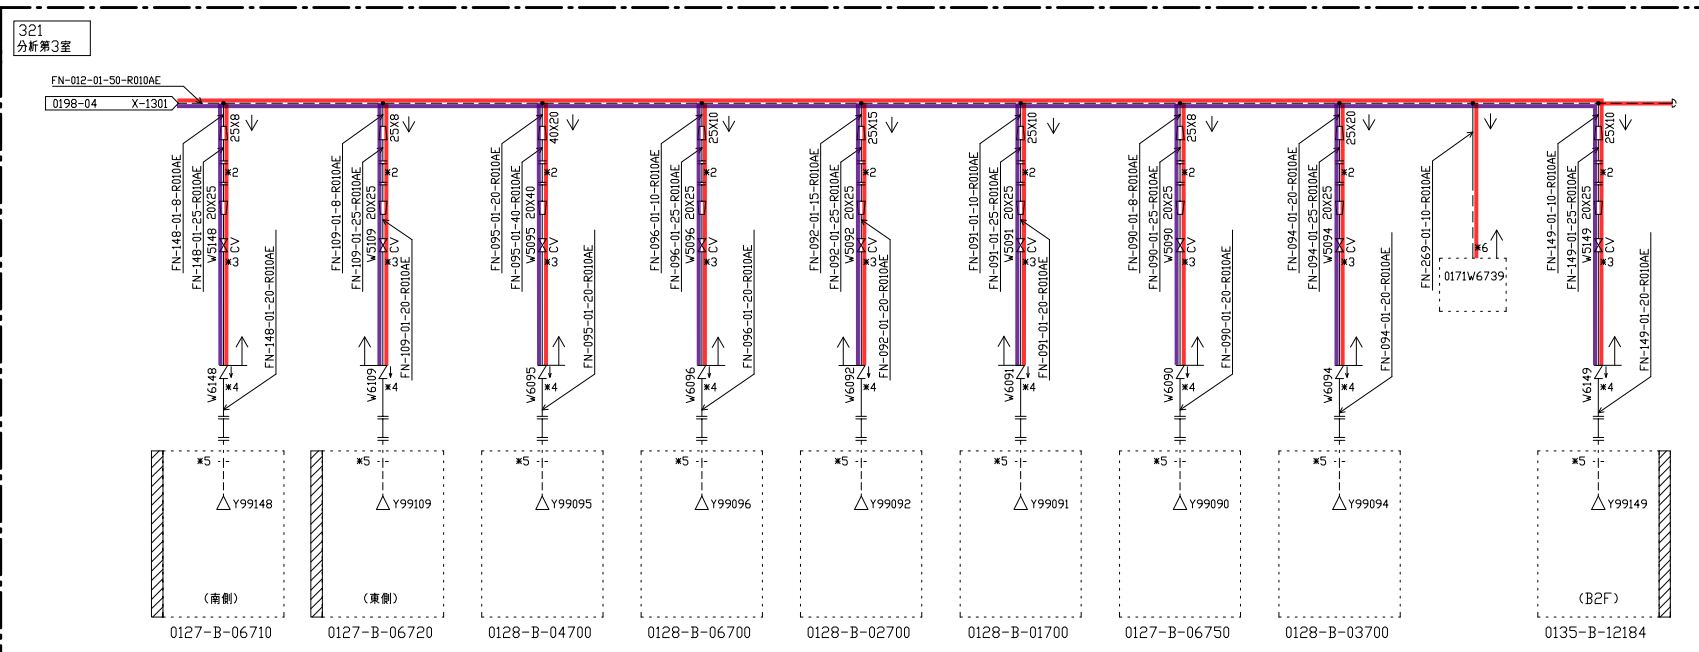 321
分析第3室
FN-012-01-50-R010AE
0198-04 X-1301
FN-148-01-8-R010AE
FN-148-01-25-R010AE
25X8
※2
W5148 20X25
CV
※3
FN-148-01-20-R010AE
W6148
※4
※5
Y99148
(南側)
0127-B-06710
FN-109-01-8-R010AE
FN-109-01-25-R010AE
25X8
※2
W5109 20X25
CV
※3
FN-109-01-20-R010AE
W6109
※4
※5
Y99109
(東側)
0127-B-06720
FN-095-01-20-R010AE
FN-095-01-40-R010AE
40X20
※2
W5095 20X40
CV
※3
FN-095-01-20-R010AE
W6095
※4
※5
Y99095
0128-B-04700
FN-096-01-10-R010AE
FN-096-01-25-R010AE
25X10
※2
W5096 20X25
CV
※3
FN-096-01-20-R010AE
W6096
※4
※5
Y99096
0128-B-06700
FN-092-01-15-R010AE
FN-092-01-25-R010AE
25X15
※2
W5092 20X25
CV
※3
FN-092-01-20-R010AE
W6092
※4
※5
Y99092
0128-B-02700
FN-091-01-10-R010AE
FN-091-01-25-R010AE
25X10
※2
W5091 20X25
CV
※3
FN-091-01-20-R010AE
W6091
※4
※5
Y99091
0128-B-01700
FN-090-01-8-R010AE
FN-090-01-25-R010AE
25X8
※2
W5090 20X25
CV
※3
FN-090-01-20-R010AE
W6090
※4
※5
Y99090
0127-B-06750
FN-094-01-20-R010AE
FN-094-01-25-R010AE
25X20
※2
W5094 20X25
CV
※3
FN-094-01-20-R010AE
W6094
※4
※5
Y99094
0128-B-03700
FN-269-01-10-R010AE
※6
0171W6739
FN-149-01-10-R010AE
FN-149-01-25-R010AE
25X10
※2
W5149 20X25
CV
※3
FN-149-01-20-R010AE
W6149
※4
※5
Y99149
(B2F)
0135-B-12184